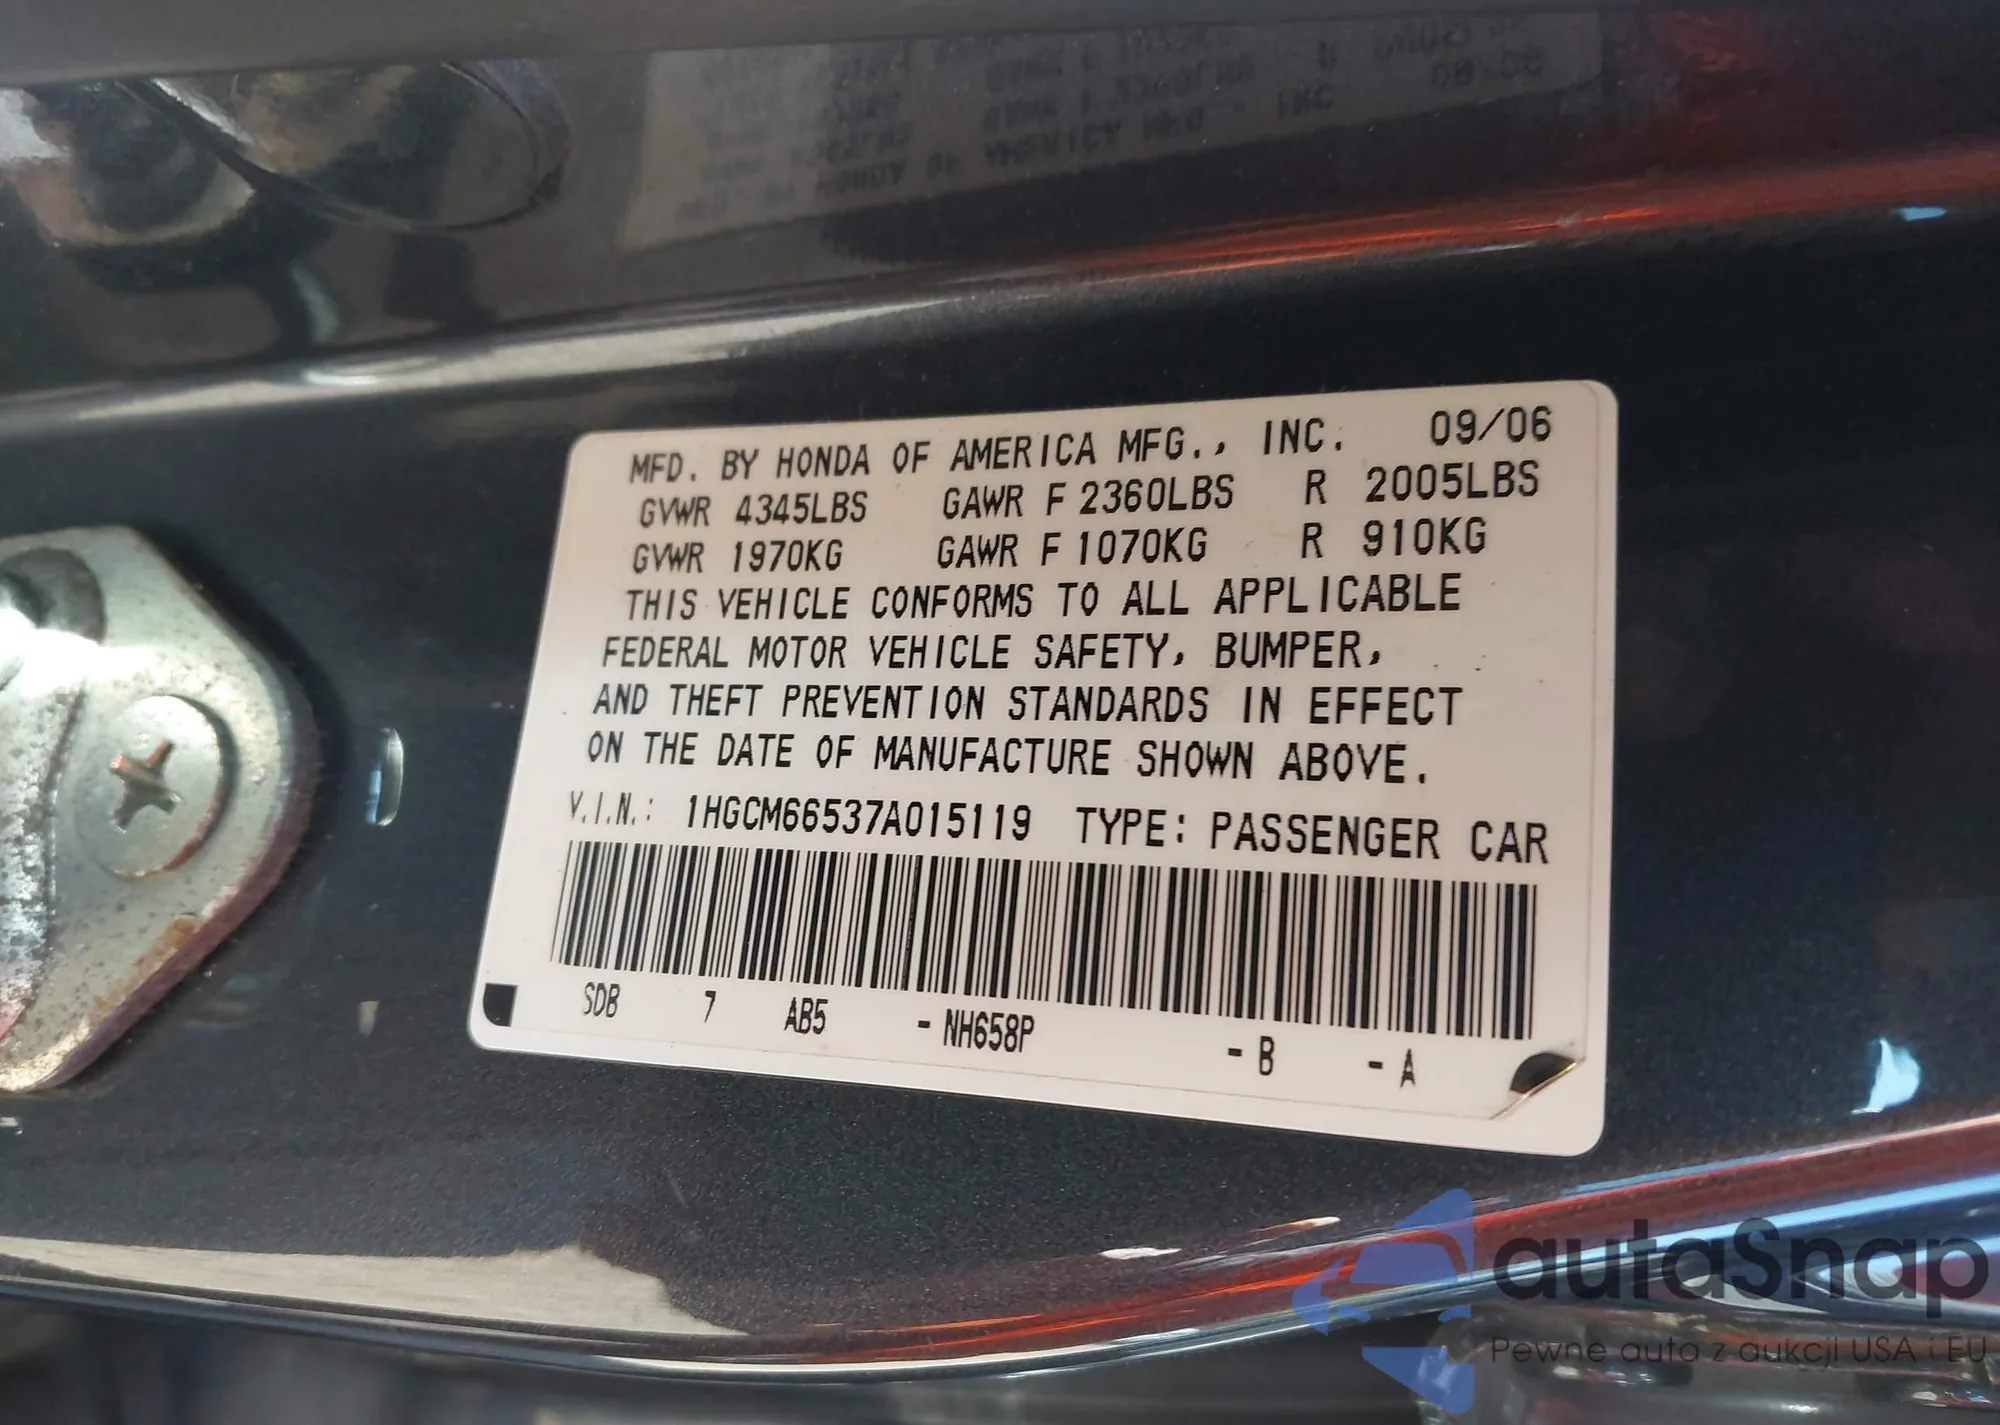 MFD. BY HONDA OF AMERICA MFG., INC. 09/06
GVWR 4345LBS GAWR F 2360LBS R 2005LBS
GVWR 1970KG GAWR F 1070KG R 910KG
THIS VEHICLE CONFORMS TO ALL APPLICABLE
FEDERAL MOTOR VEHICLE SAFETY, BUMPER,
AND THEFT PREVENTION STANDARDS IN EFFECT
ON THE DATE OF MANUFACTURE SHOWN ABOVE.
V.I.N.: 1HGCM66537A015119 TYPE: PASSENGER CAR
SDB 7 AB5 - NH658P - B - A
autaSnap
Pewne auta z aukcji USA i EU